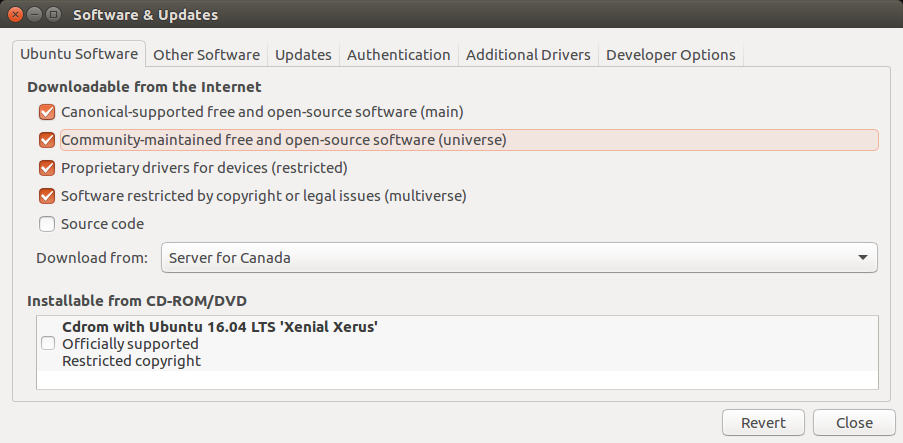 Software & Updates
Ubuntu Software Other Software Updates Authentication Additional Drivers Developer Options
Downloadable from the Internet
Canonical-supported free and open-source software (main)
Community-maintained free and open-source software (universe)
Proprietary drivers for devices (restricted)
Software restricted by copyright or legal issues (multiverse)
Source code
Download from: Server for Canada
Installable from CD-ROM/DVD
Cdrom with Ubuntu 16.04 LTS 'Xenial Xerus'
Officially supported
Restricted copyright
Revert Close